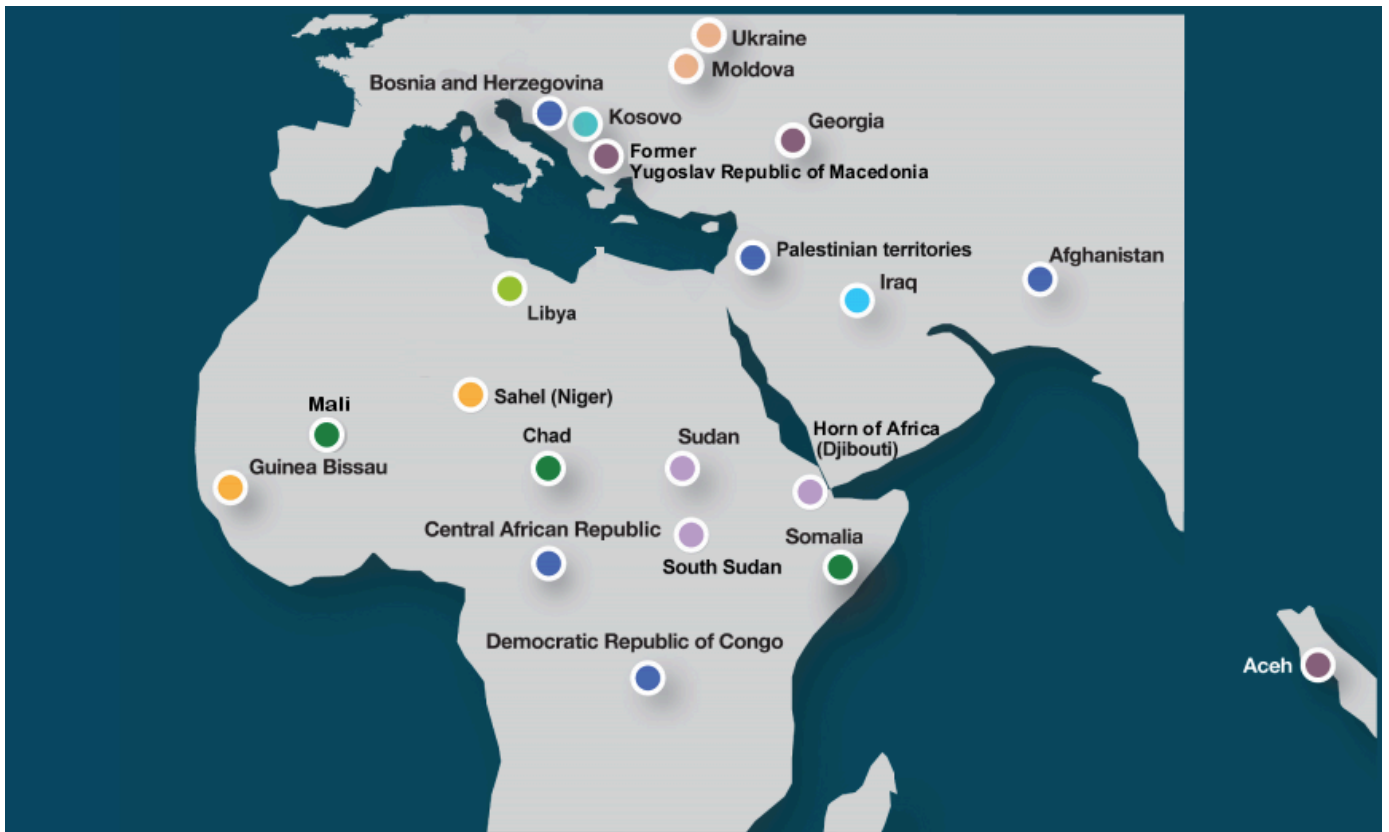 Ukraine
Moldova
Bosnia and Herzegovina
Kosovo
Georgia
Former
Yugoslav Republic of Macedonia
Palestinian territories
Afghanistan
Iraq
Libya
Sahel (Niger)
Mali
Horn of Africa
(Djibouti)
Chad
Sudan
Guinea Bissau
Central African Republic
Somalia
South Sudan
Democratic Republic of Congo
Aceh